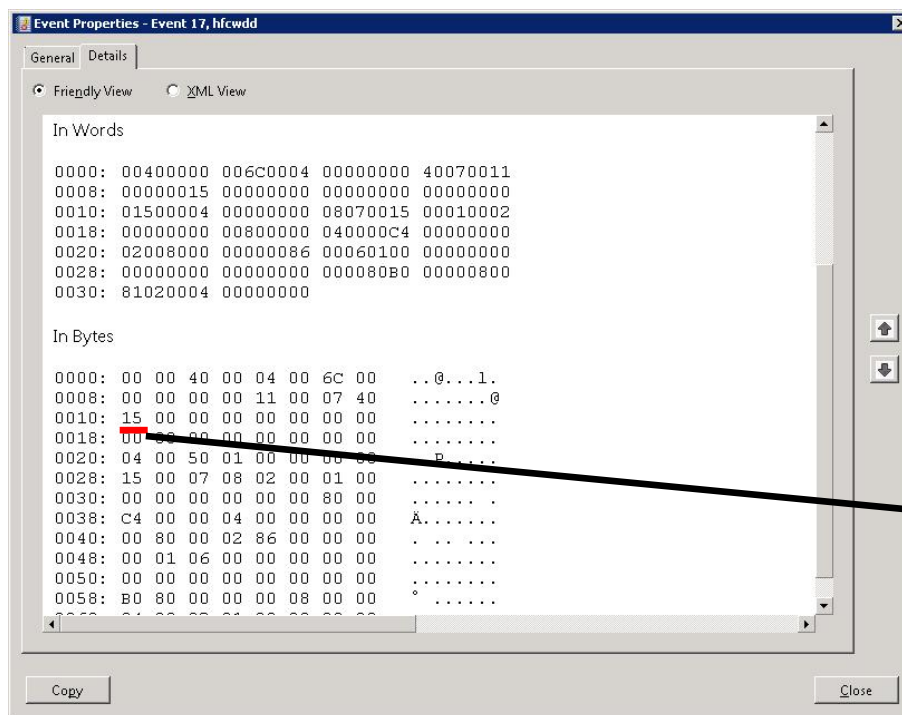 Event Properties - Event 17, hfcwdd
General Details
Friendly View XML View
In Words
0000: 00400000 006C0004 00000000 40070011
0008: 00000015 00000000 00000000 00000000
0010: 01500004 00000000 08070015 00010002
0018: 00000000 00800000 040000C4 00000000
0020: 02008000 00000086 00060100 00000000
0028: 00000000 00000000 000080B0 00000800
0030: 81020004 00000000
In Bytes
0000: 00 00 40 00 04 00 6C 00 ..@...l.
0008: 00 00 00 00 11 00 07 40 .......@
0010: 15 00 00 00 00 00 00 00 ........
0018: 00 00 00 00 00 00 00 00 ........
0020: 04 00 50 01 00 00 00 00 ..P.....
0028: 15 00 07 08 02 00 01 00 ........
0030: 00 00 00 00 00 00 80 00 ...... .
0038: C4 00 00 04 00 00 00 00 Ä.......
0040: 00 80 00 02 86 00 00 00 . .. ...
0048: 00 01 06 00 00 00 00 00 ........
0050: 00 00 00 00 00 00 00 00 ........
0058: B0 80 00 00 00 08 00 00 ° ......
Copy Close